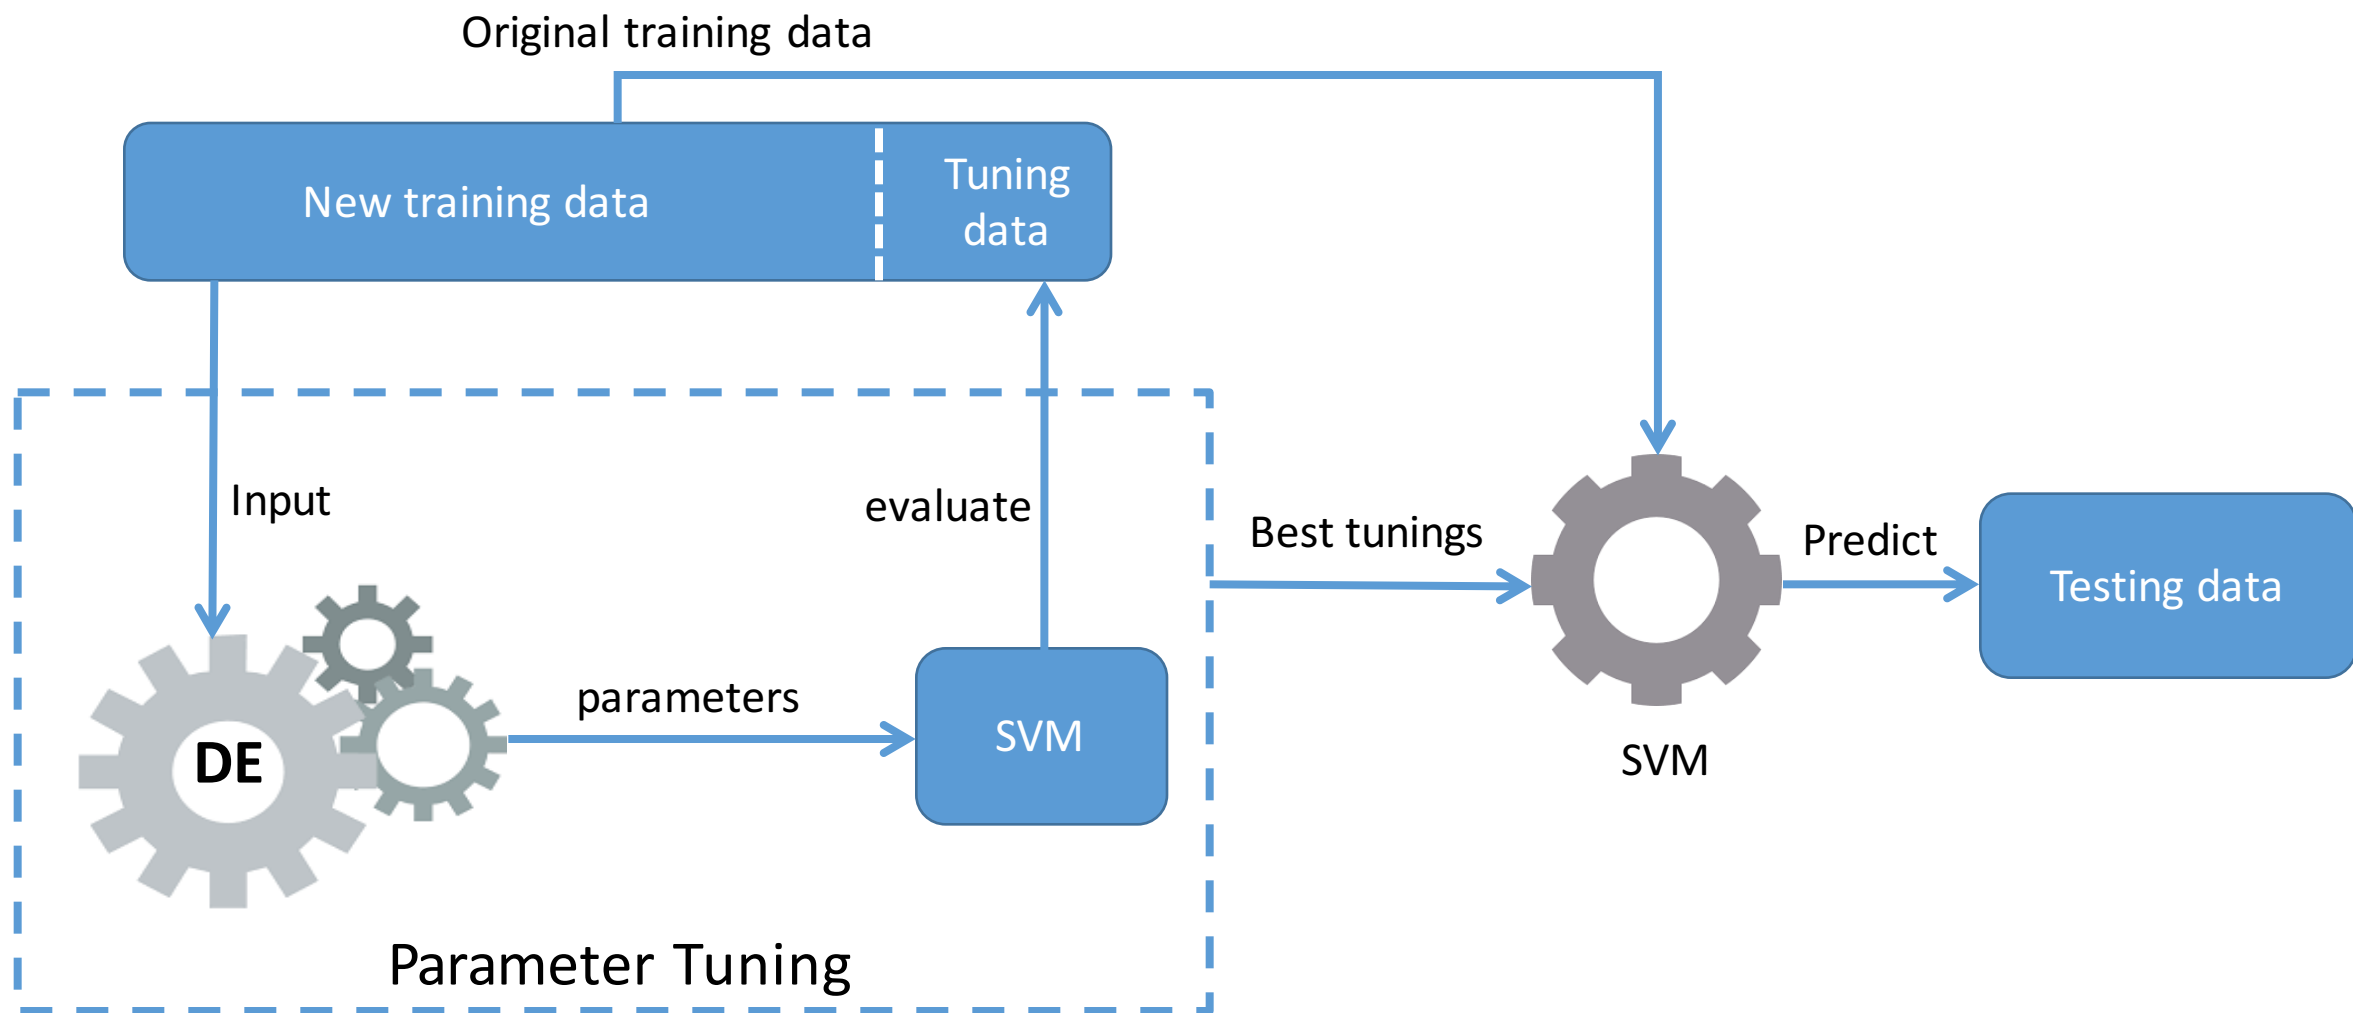 Original training data
New training data
Tuning
data
Input
evaluate
Best tunings
Predict
Testing data
parameters
DE
SVM
SVM
Parameter Tuning